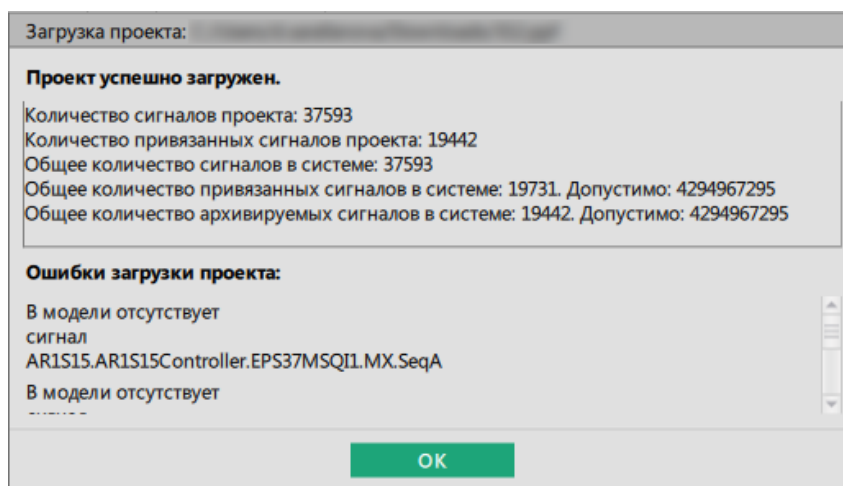 Загрузка проекта:
Проект успешно загружен.
Количество сигналов проекта: 37593
Количество привязанных сигналов проекта: 19442
Общее количество сигналов в системе: 37593
Общее количество привязанных сигналов в системе: 19731. Допустимо: 4294967295
Общее количество архивируемых сигналов в системе: 19442. Допустимо: 4294967295
Ошибки загрузки проекта:
В модели отсутствует
сигнал
AR1S15.AR1S15Controller.EPS37MSQI1.MX.SeqA
В модели отсутствует
OK